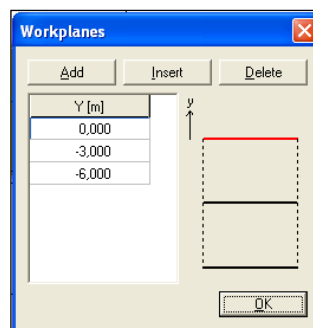 Workplanes
Add Insert Delete
Y [m]
y
0,000
-3,000
-6,000
OK